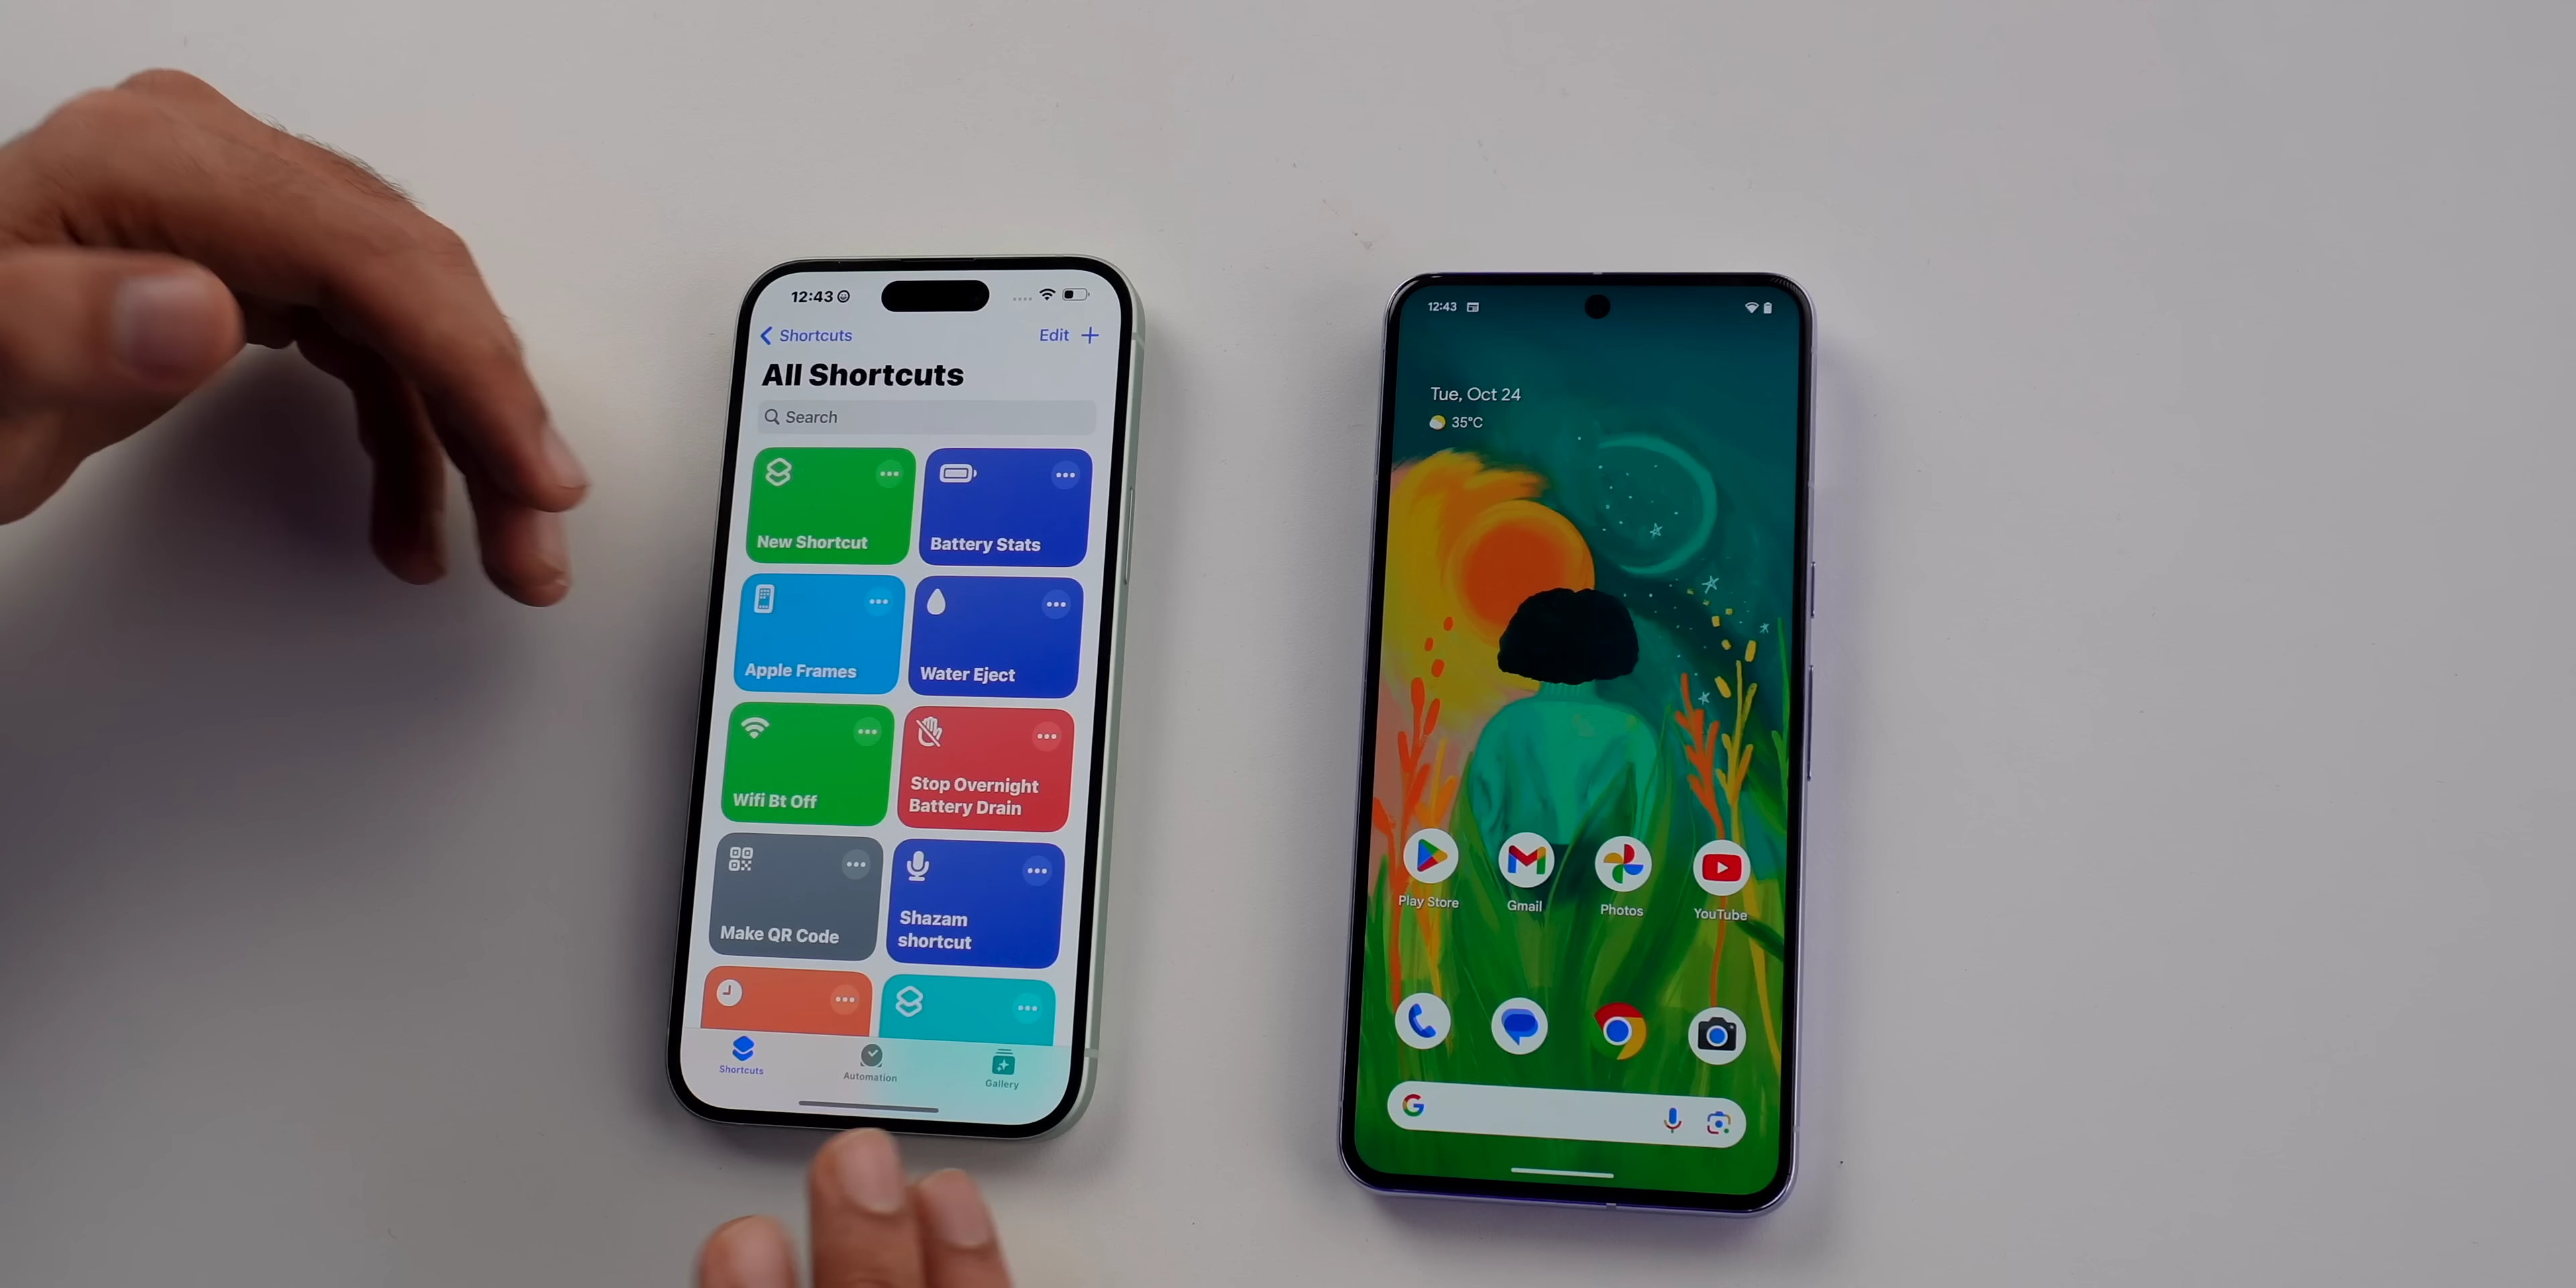 12:43
Shortcuts
Edit
All Shortcuts
Search
New Shortcut
Battery Stats
Apple Frames
Water Eject
Wifi Bt Off
Stop Overnight
Battery Drain
Make QR Code
Shazam
shortcut
Shortcuts
Automation
Gallery
12:43
Tue, Oct 24
35°C
Play Store
Gmail
Photos
YouTube